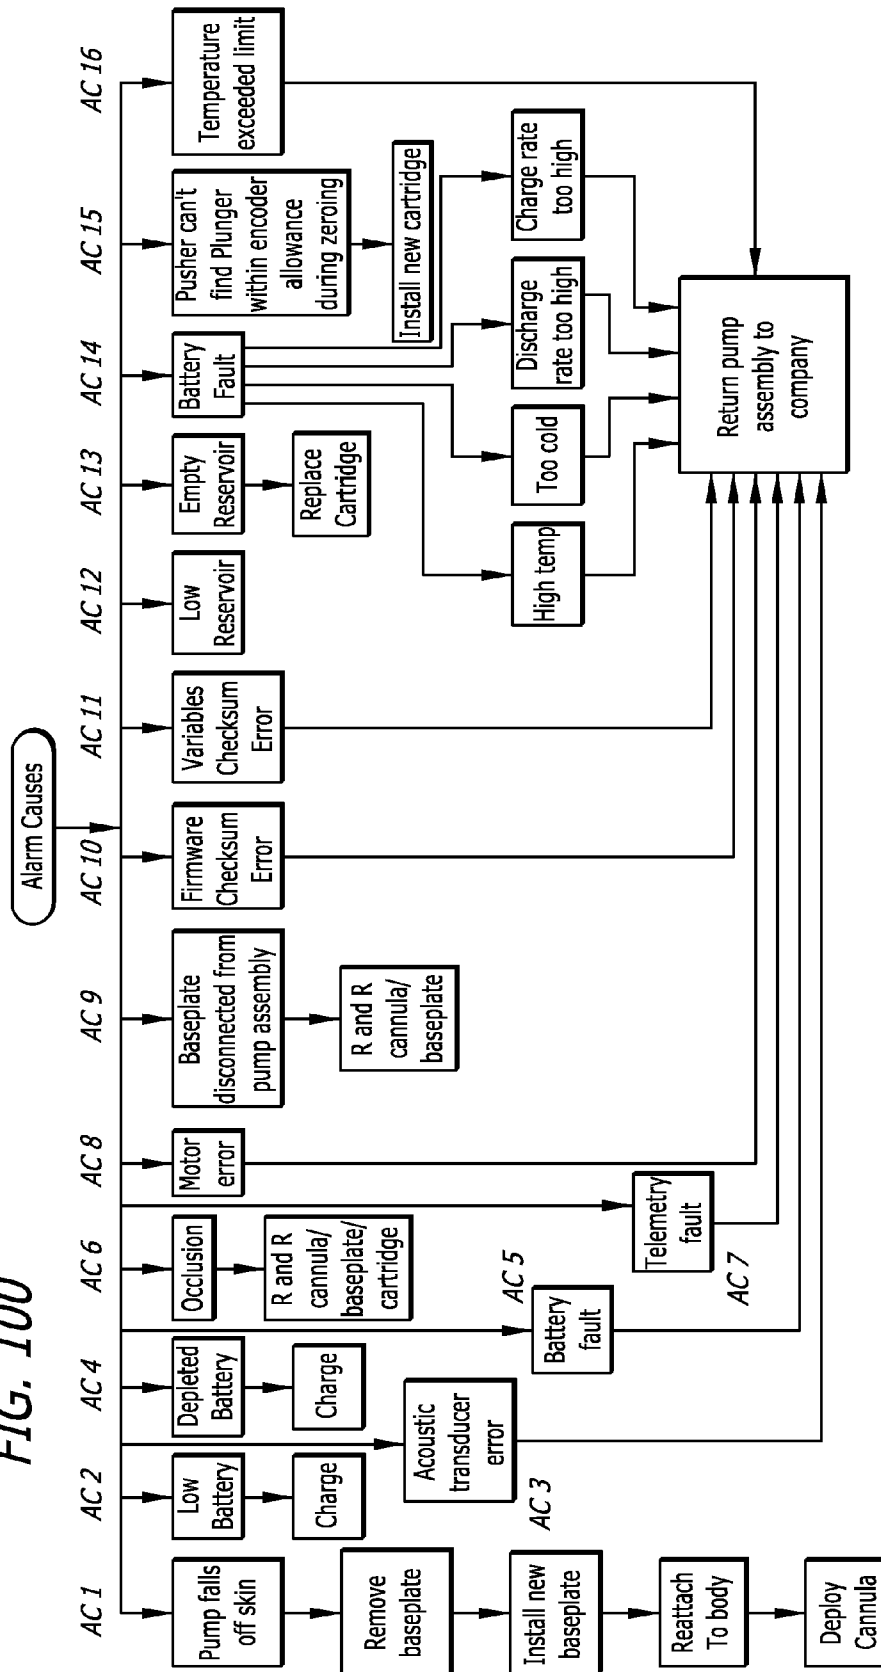 FIG. 100
Alarm Causes
AC 1
Pump falls
off skin
Remove
baseplate
Install new
baseplate
Reattach
To body
Deploy
Cannula
AC 2
Low
Battery
Charge
AC 3
Acoustic
transducer
error
AC 4
Depleted
Battery
Charge
AC 5
Battery
fault
AC 6
Occlusion
R and R
cannula/
baseplate/
cartridge
AC 7
Telemetry
fault
AC 8
Motor
error
AC 9
Baseplate
disconnected from
pump assembly
R and R
cannula/
baseplate
AC 10
Firmware
Checksum
Error
AC 11
Variables
Checksum
Error
AC 12
Low
Reservoir
AC 13
Empty
Reservoir
Replace
Cartridge
AC 14
Battery
Fault
High temp
Too cold
Discharge
rate too high
Charge rate
too high
AC 15
Pusher can't
find Plunger
within encoder
allowance
during zeroing
Install new cartridge
AC 16
Temperature
exceeded limit
Return pump
assembly to
company